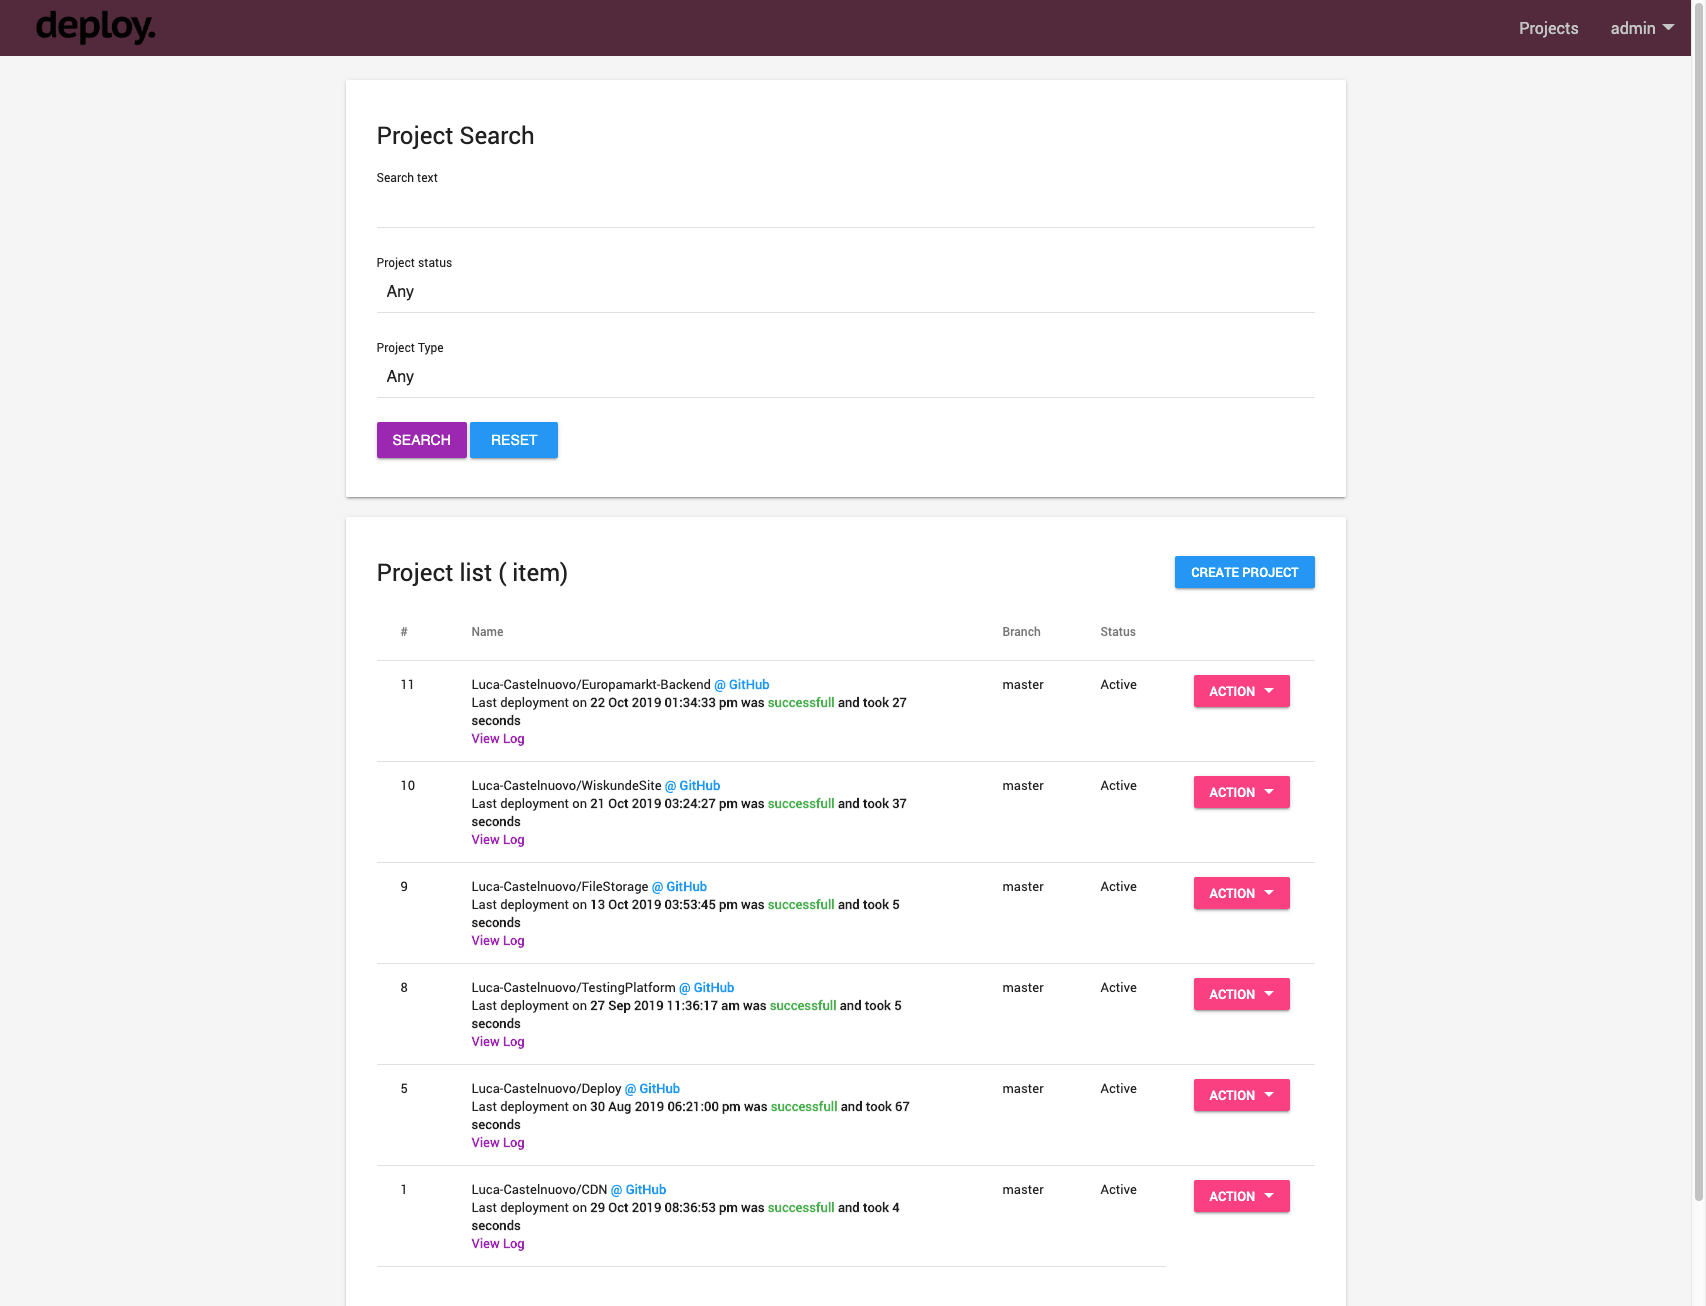 deploy.
Projects admin
Project Search
Search text
Project status
Any
Project Type
Any
SEARCH RESET
Project list ( item) CREATE PROJECT
# Name Branch Status
11 Luca-Castelnuovo/Europamarkt-Backend @ GitHub master Active ACTION
Last deployment on 22 Oct 2019 01:34:33 pm was successfull and took 27
seconds
View Log
10 Luca-Castelnuovo/WiskundeSite @ GitHub master Active ACTION
Last deployment on 21 Oct 2019 03:24:27 pm was successfull and took 37
seconds
View Log
9 Luca-Castelnuovo/FileStorage @ GitHub master Active ACTION
Last deployment on 13 Oct 2019 03:53:45 pm was successfull and took 5
seconds
View Log
8 Luca-Castelnuovo/TestingPlatform @ GitHub master Active ACTION
Last deployment on 27 Sep 2019 11:36:17 am was successfull and took 5
seconds
View Log
5 Luca-Castelnuovo/Deploy @ GitHub master Active ACTION
Last deployment on 30 Aug 2019 06:21:00 pm was successfull and took 67
seconds
View Log
1 Luca-Castelnuovo/CDN @ GitHub master Active ACTION
Last deployment on 29 Oct 2019 08:36:53 pm was successfull and took 4
seconds
View Log